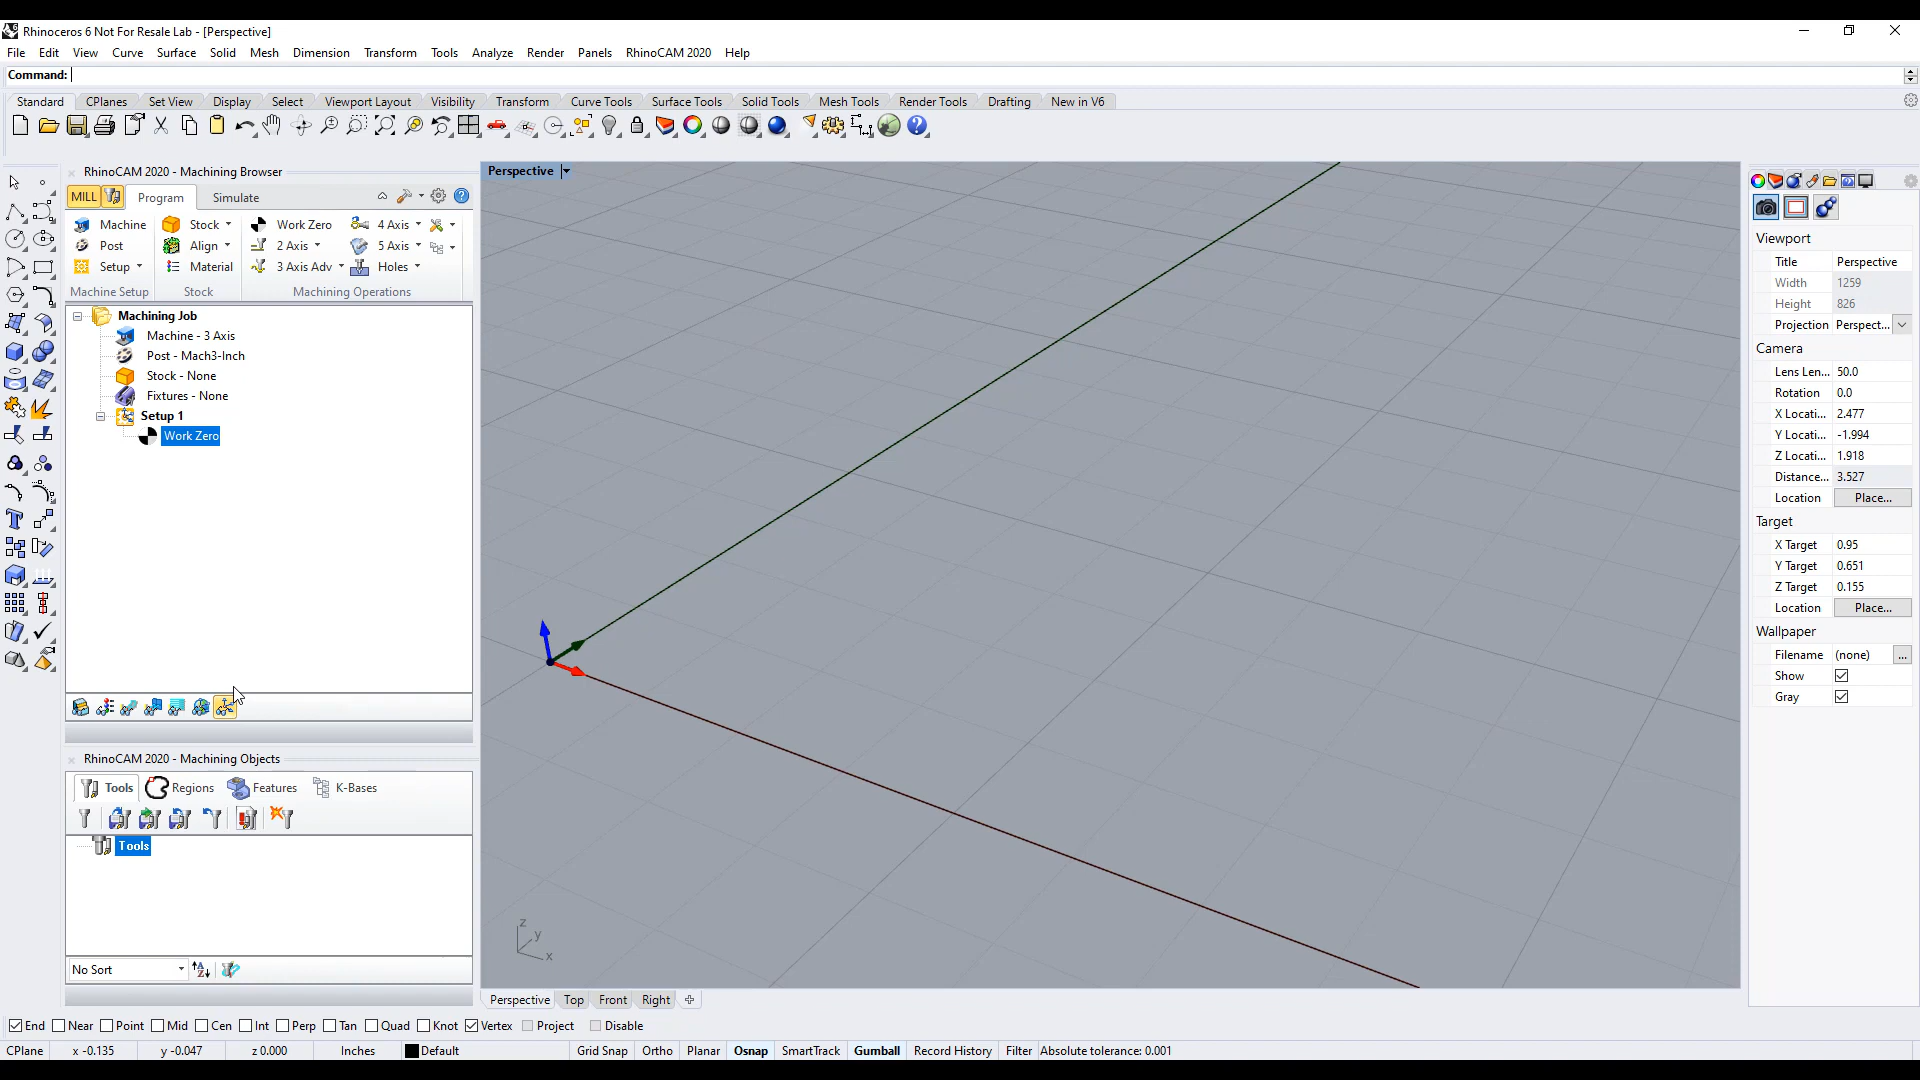 Rhinoceros 6 Not For Resale Lab - [Perspective]
File Edit View Curve Surface Solid Mesh Dimension Transform Tools Analyze Render Panels RhinoCAM 2020 Help
Command:
Standard CPlanes Set View Display Select Viewport Layout Visibility Transform Curve Tools Surface Tools Solid Tools Mesh Tools Render Tools Drafting New in V6
RhinoCAM 2020 - Machining Browser
MILL Program Simulate
Machine Stock Work Zero 4 Axis
Post Align 2 Axis 5 Axis
Setup Material 3 Axis Adv Holes
Machine Setup Stock Machining Operations
Machining Job
Machine - 3 Axis
Post - Mach3-Inch
Stock - None
Fixtures - None
Setup 1
Work Zero
RhinoCAM 2020 - Machining Objects
Tools Regions Features K-Bases
Tools
No Sort
Perspective
z
y
x
Perspective Top Front Right
Viewport
Title Perspective
Width 1259
Height 826
Projection Perspect...
Camera
Lens Len... 50.0
Rotation 0.0
X Locati... 2.477
Y Locati... -1.994
Z Locati... 1.918
Distance... 3.527
Location Place...
Target
X Target 0.95
Y Target 0.651
Z Target 0.155
Location Place...
Wallpaper
Filename (none) ...
Show
Gray
End Near Point Mid Cen Int Perp Tan Quad Knot Vertex Project Disable
CPlane x -0.135 y -0.047 z 0.000 Inches Default Grid Snap Ortho Planar Osnap SmartTrack Gumball Record History Filter Absolute tolerance: 0.001